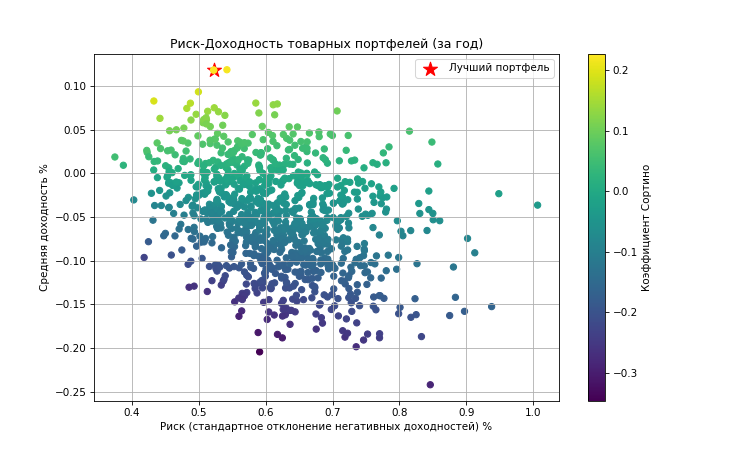 Риск-Доходность товарных портфелей (за год)
Лучший портфель
Средняя доходность %
0.10
0.05
0.00
−0.05
−0.10
−0.15
−0.20
−0.25
0.4 0.5 0.6 0.7 0.8 0.9 1.0
Риск (стандартное отклонение негативных доходностей) %
0.2
0.1
0.0
−0.1
−0.2
−0.3
Коэффициент Сортино